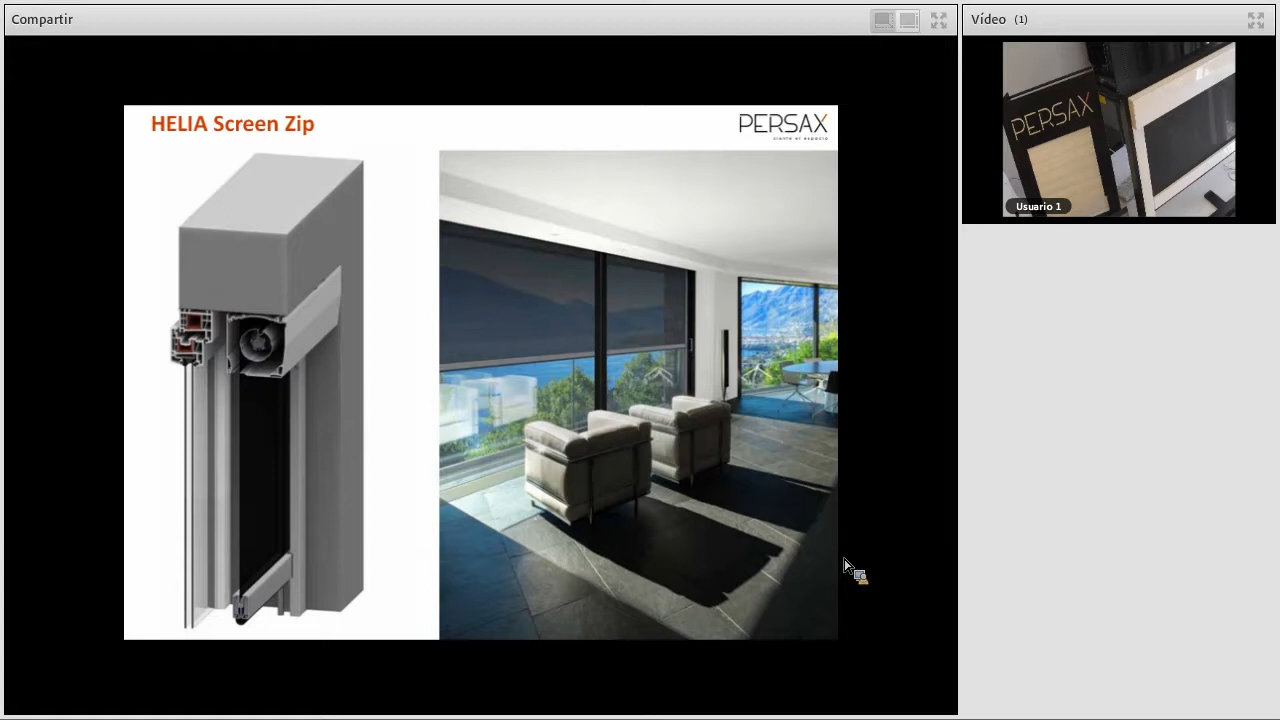 Compartir
Vídeo (1)
HELIA Screen Zip
PERSAX
PERSAX
Usuario 1